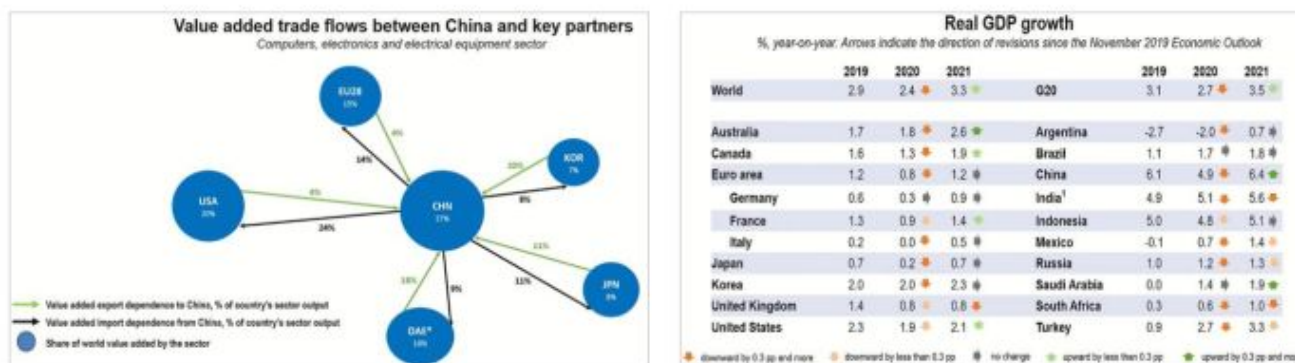 Value added trade flows between China and key partners
Computers, electronics and electrical equipment sector
EU28
4%
14%
KOR
7%
8%
USA
4%
24%
CHN
11%
JPN
11%
9%
DAE*
Value added export dependence to China, % of country's sector output
Value added import dependence from China, % of country's sector output
Share of world value added by the sector
Real GDP growth
%, year-on-year. Arrows indicate the direction of revisions since the November 2019 Economic Outlook
2019 2020 2021 2019 2020 2021
World 2.9 2.4 3.3 G20 3.1 2.7 3.5
Australia 1.7 1.8 2.6 Argentina -2.7 -2.0 0.7
Canada 1.6 1.3 1.9 Brazil 1.1 1.7 1.8
Euro area 1.2 0.8 1.2 China 6.1 4.9 6.4
Germany 0.6 0.3 0.9 India¹ 4.9 5.1 5.6
France 1.3 0.9 1.4 Indonesia 5.0 4.8 5.1
Italy 0.2 0.0 0.5 Mexico -0.1 0.7 1.4
Japan 0.7 0.2 0.7 Russia 1.0 1.2 1.3
Korea 2.0 2.0 2.3 Saudi Arabia 0.0 1.4 1.9
United Kingdom 1.4 0.8 0.8 South Africa 0.3 0.6 1.0
United States 2.3 1.9 2.1 Turkey 0.9 2.7 3.3
downward by 0.3 pp and more downward by less than 0.3 pp no change upward by less than 0.3 pp upward by 0.3 pp and more